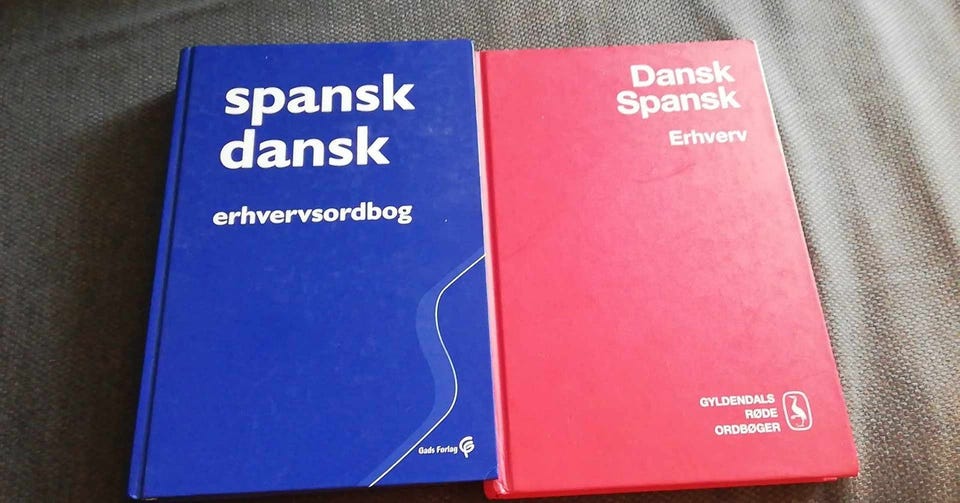 spansk
dansk
erhvervsordbog
Gads Forlag
Dansk
Spansk
Erhverv
GYLDENDALS
RØDE
ORDBØGER